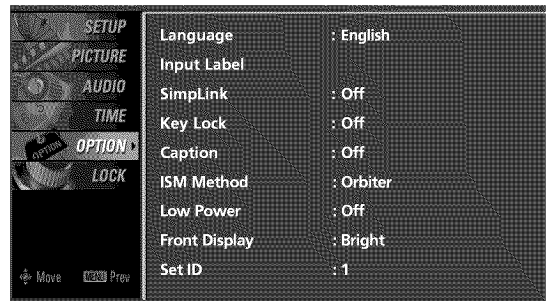 SETUP
PICTURE
AUDIO
TIME
OPTION
OPTION
LOCK
Move MENU Prev
Language : English
Input Label
SimpLink : Off
Key Lock : Off
Caption : Off
ISM Method : Orbiter
Low Power : Off
Front Display : Bright
Set ID : 1